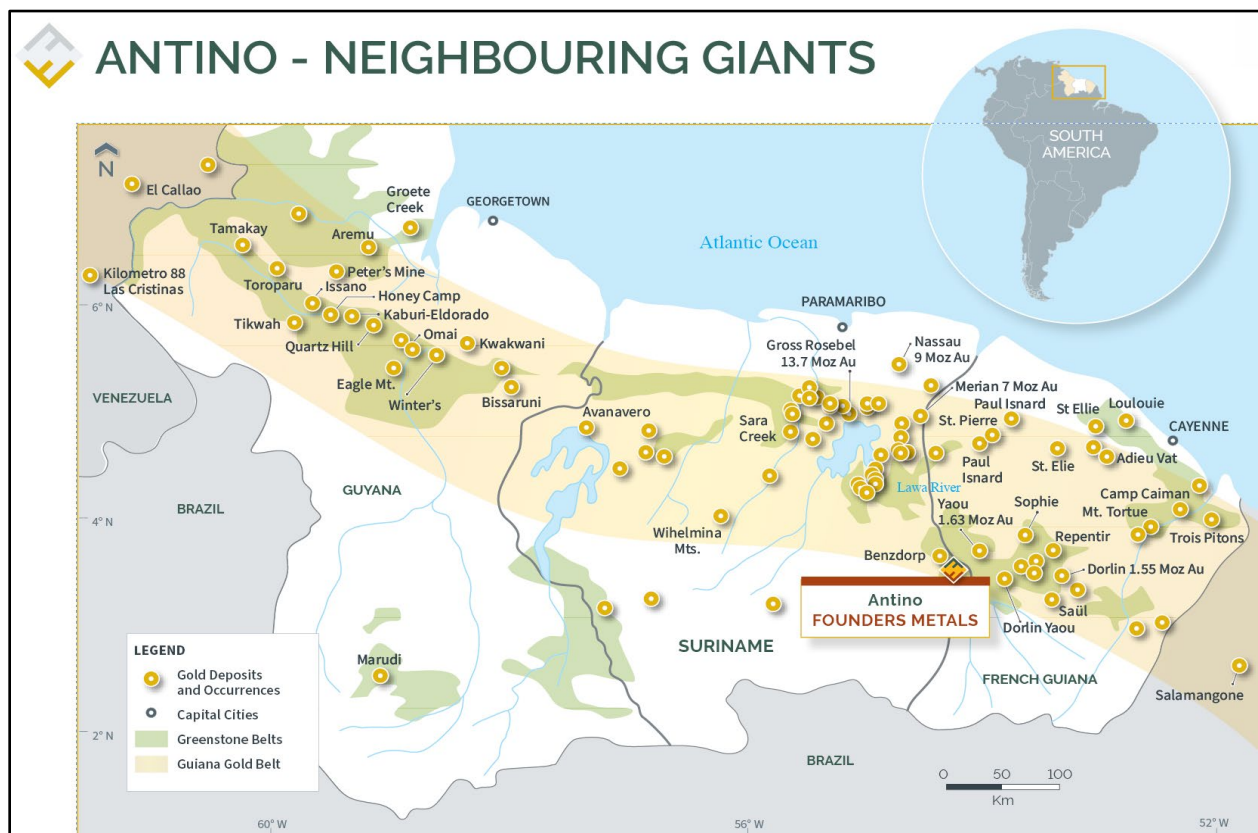 ANTINO - NEIGHBOURING GIANTS
SOUTH
AMERICA
N
El Callao
Groete
Creek
GEORGETOWN
Tamakay
Aremu
Atlantic Ocean
Kilometro 88
Las Cristinas
Toroparu
Peter's Mine
Issano
Honey Camp
6° N
Kaburi-Eldorado
PARAMARIBO
Tikwah
Omai
Quartz Hill
Kwakwani
Gross Rosebel
13.7 Moz Au
Nassau
9 Moz Au
Eagle Mt.
Winter's
Bissaruni
VENEZUELA
Merian 7 Moz Au
Paul Isnard
St Ellie
Loulouie
Avanavero
Sara
Creek
St. Pierre
CAYENNE
Paul
Isnard
St. Elie
Adieu Vat
GUYANA
Lawa River
BRAZIL
Yaou
1.63 Moz Au
Sophie
Camp Caiman
Mt. Tortue
4° N
Wihelmina
Mts.
Repentir
Trois Pitons
Benzdorp
Dorlin 1.55 Moz Au
Antino
FOUNDERS METALS
Saül
Dorlin Yaou
SURINAME
Marudi
FRENCH GUIANA
Salamangone
LEGEND
Gold Deposits
and Occurrences
Capital Cities
Greenstone Belts
Guiana Gold Belt
2° N
BRAZIL
0 50 100
Km
60° W
56° W
52° W